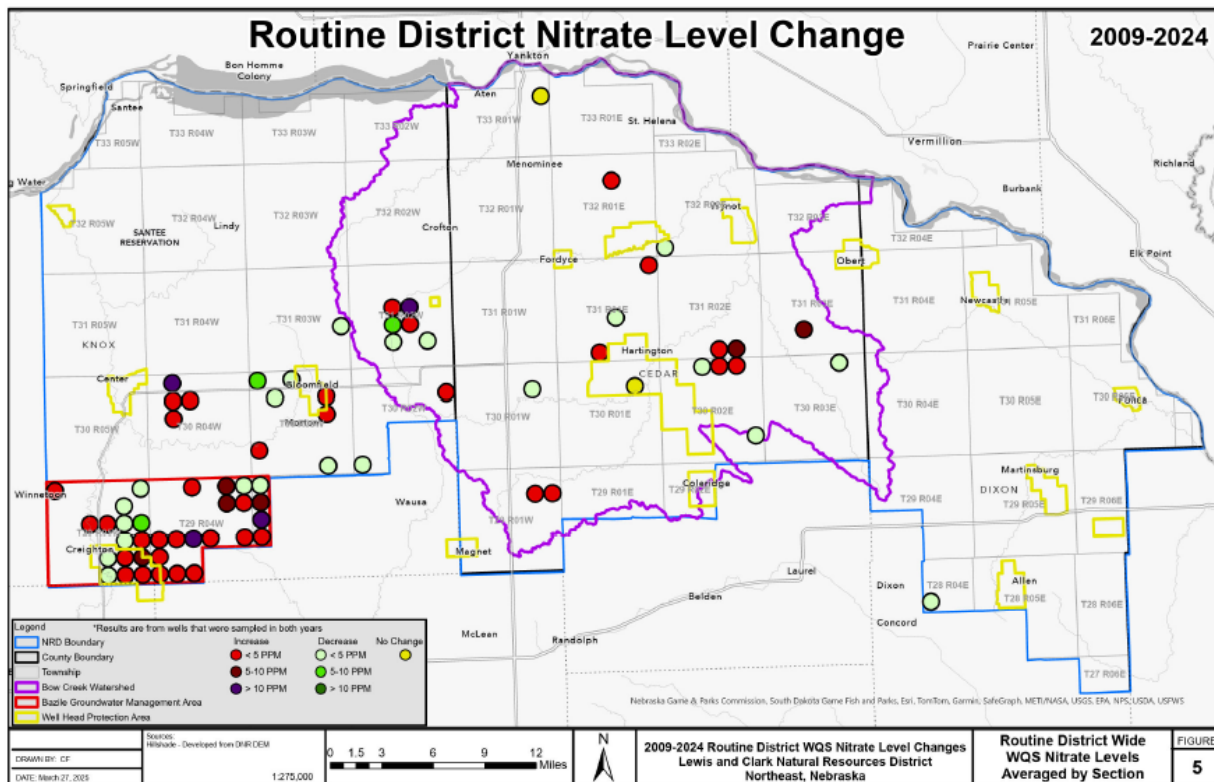 Routine District Nitrate Level Change
2009-2024
Prairie Center
Yankton
Bon Homme
Colony
Springfield
Santee
Aten
T33 R05W
T33 R04W
T33 R03W
T33 R02W
T33 R01W
T33 R01E
St. Helena
T33 R02E
Vermillion
Richland
Menominee
Burbank
T32 R05W
T32 R04W
T32 R03W
T32 R02W
T32 R01W
T32 R01E
Wynot
T32 R04E
SANTEE
RESERVATION
Lindy
Crofton
Elk Point
Fordyce
Obert
Newcastle
T31 R05W
T31 R04W
T31 R03W
T31 R01W
T31 R02E
T31 R04E
T31 R06E
KNOX
Hartington
CEDAR
Center
Bloomfield
T30 R05W
T30 R04W
Morton
T30 R01W
T30 R01E
T30 R02E
T30 R03E
T30 R04E
T30 R05E
Ponca
Winnetoon
Wausa
Coleridge
Martinsburg
DIXON
T29 R04W
T29 R01W
T29 R01E
T29 R04E
T29 R05E
T29 R06E
Creighton
Magnet
Laurel
Dixon
Allen
T28 R04E
T28 R05E
T28 R06E
Belden
Concord
McLean
Randolph
T27 R06E
Legend
*Results are from wells that were sampled in both years
NRD Boundary
County Boundary
Township
Bow Creek Watershed
Bazile Groundwater Management Area
Well Head Protection Area
Increase
< 5 PPM
5-10 PPM
> 10 PPM
Decrease
< 5 PPM
5-10 PPM
> 10 PPM
No Change
Nebraska Game & Parks Commission, South Dakota Game Fish and Parks, Esri, TomTom, Garmin, SafeGraph, METI/NASA, USGS, EPA, NPS, USDA, USFWS
DRAWN BY: CF
DATE: March 27, 2025
Sources:
Hillshade - Developed from DNR DEM
1:275,000
0 1.5 3 6 9 12
Miles
N
2009-2024 Routine District WQS Nitrate Level Changes
Lewis and Clark Natural Resources District
Northeast, Nebraska
Routine District Wide
WQS Nitrate Levels
Averaged by Section
FIGURE
5